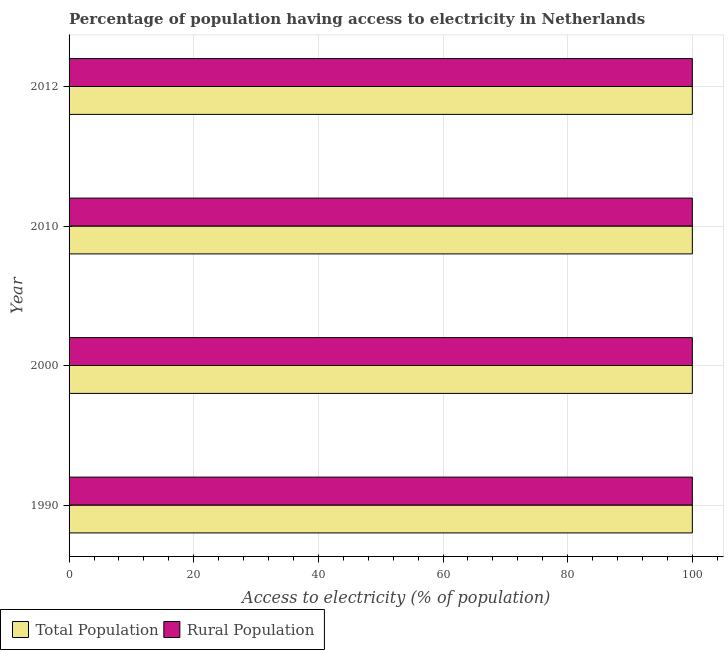 Percentage of population having access to electricity in Netherlands
2012
2010
2000
1990
Year
0 20 40 60 80 100
Access to electricity (% of population)
Total Population Rural Population